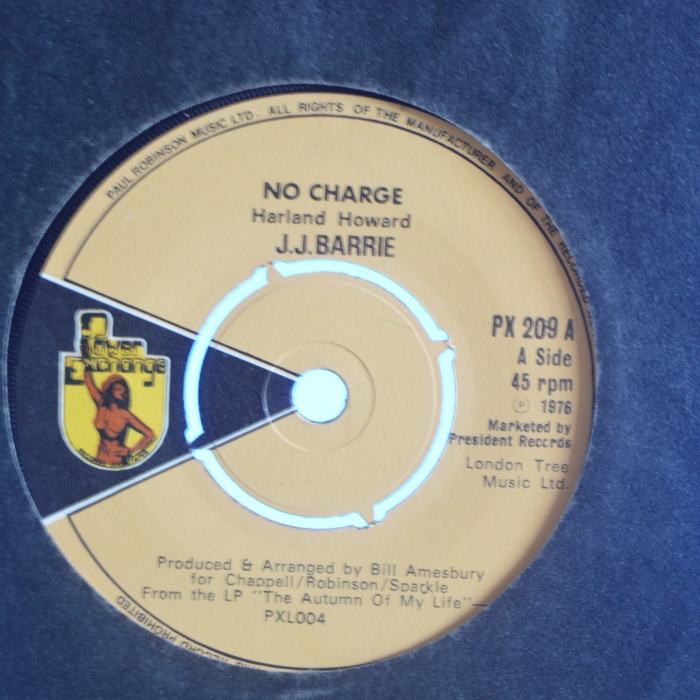 PAUL ROBINSON MUSIC LTD. ALL RIGHTS OF THE MANUFACTURER AND OF THE RECORDED
NO CHARGE
Harland Howard
J.J.BARRIE
Power
Exchange
PX 209 A
A Side
45 rpm
℗ 1976
Marketed by
President Records
London Tree
Music Ltd.
Produced & Arranged by Bill Amesbury
for Chappell/Robinson/Sparkle
From the LP "The Autumn Of My Life"—
PXL004
RECORD PROHIBITED